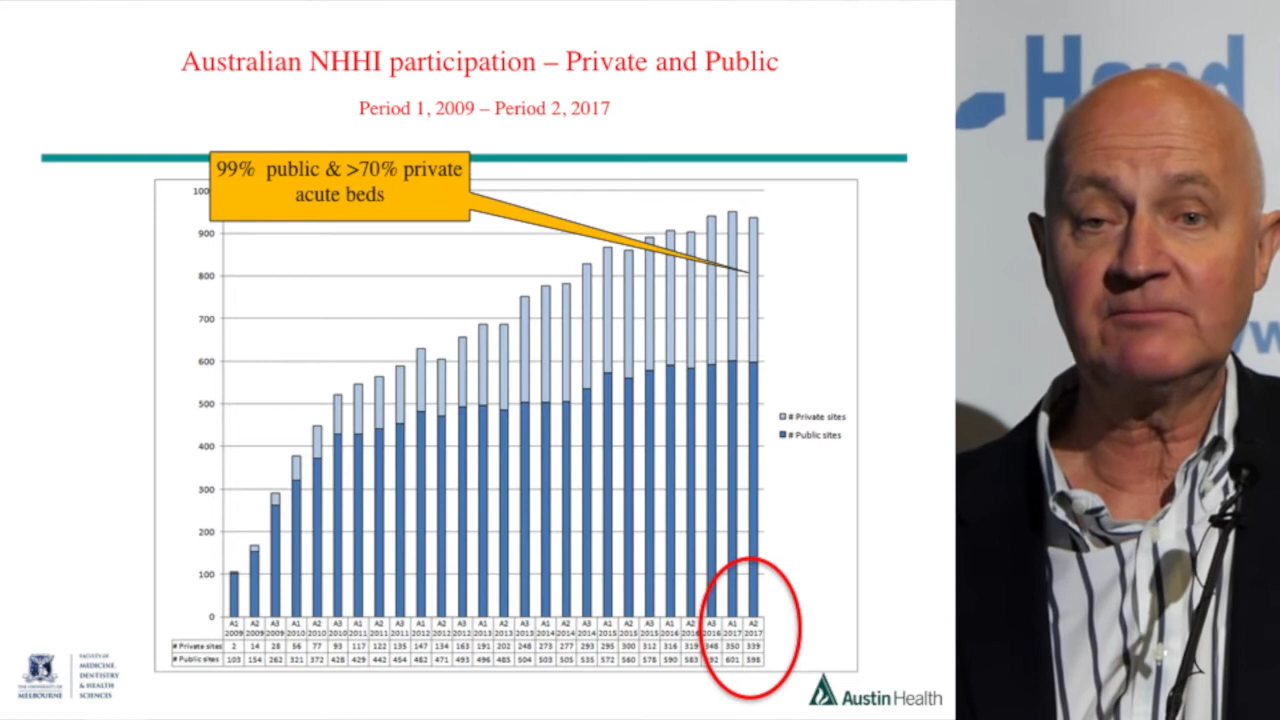 Australian NHHI participation – Private and Public
Period 1, 2009 – Period 2, 2017
99% public & >70% private
acute beds
100
900
800
700
600
500
400
300
200
100
0
# Private sites
# Public sites
A1 A2 A3 A1 A2 A3 A1 A2 A3 A1 A2 A3 A1 A2 A3 A1 A2 A3 A1 A2 A3 A1 A2 A3 A1 A2
2009 2009 2009 2010 2010 2010 2011 2011 2011 2012 2012 2012 2013 2013 2013 2014 2014 2014 2015 2015 2015 2016 2016 2016 2017 2017
# Private sites 2 14 28 56 77 93 117 122 135 147 134 163 191 202 248 273 277 293 295 300 312 316 319 348 350 339
# Public sites 103 154 262 321 372 428 429 442 454 482 471 493 496 485 504 503 505 535 572 560 578 590 583 592 601 598
THE UNIVERSITY OF
MELBOURNE
FACULTY OF
MEDICINE,
DENTISTRY
& HEALTH
SCIENCES
Austin Health
Hand